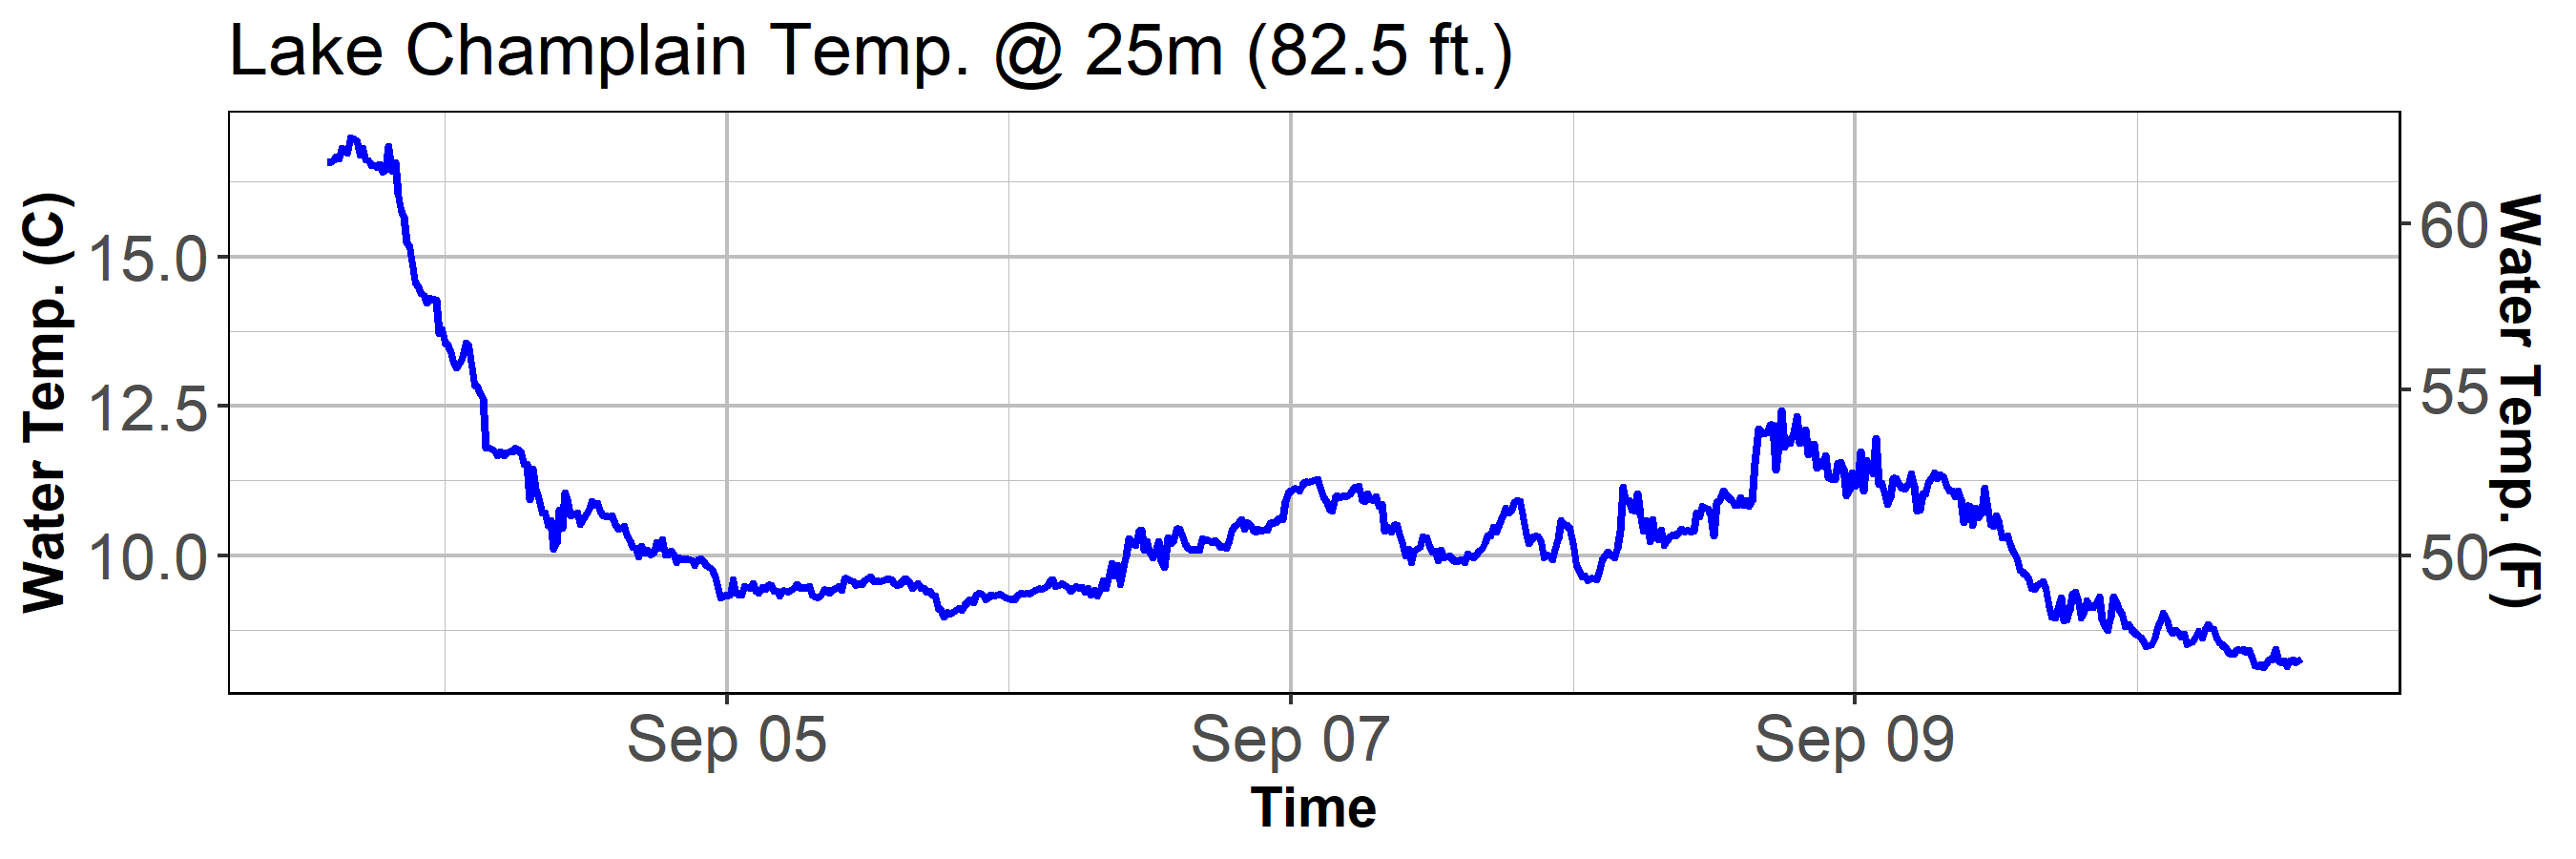 Lake Champlain Temp. @ 25m (82.5 ft.)
Water Temp. (C)
15.0
12.5
10.0
60
55
50
Water Temp. (F)
Sep 05 Sep 07 Sep 09
Time